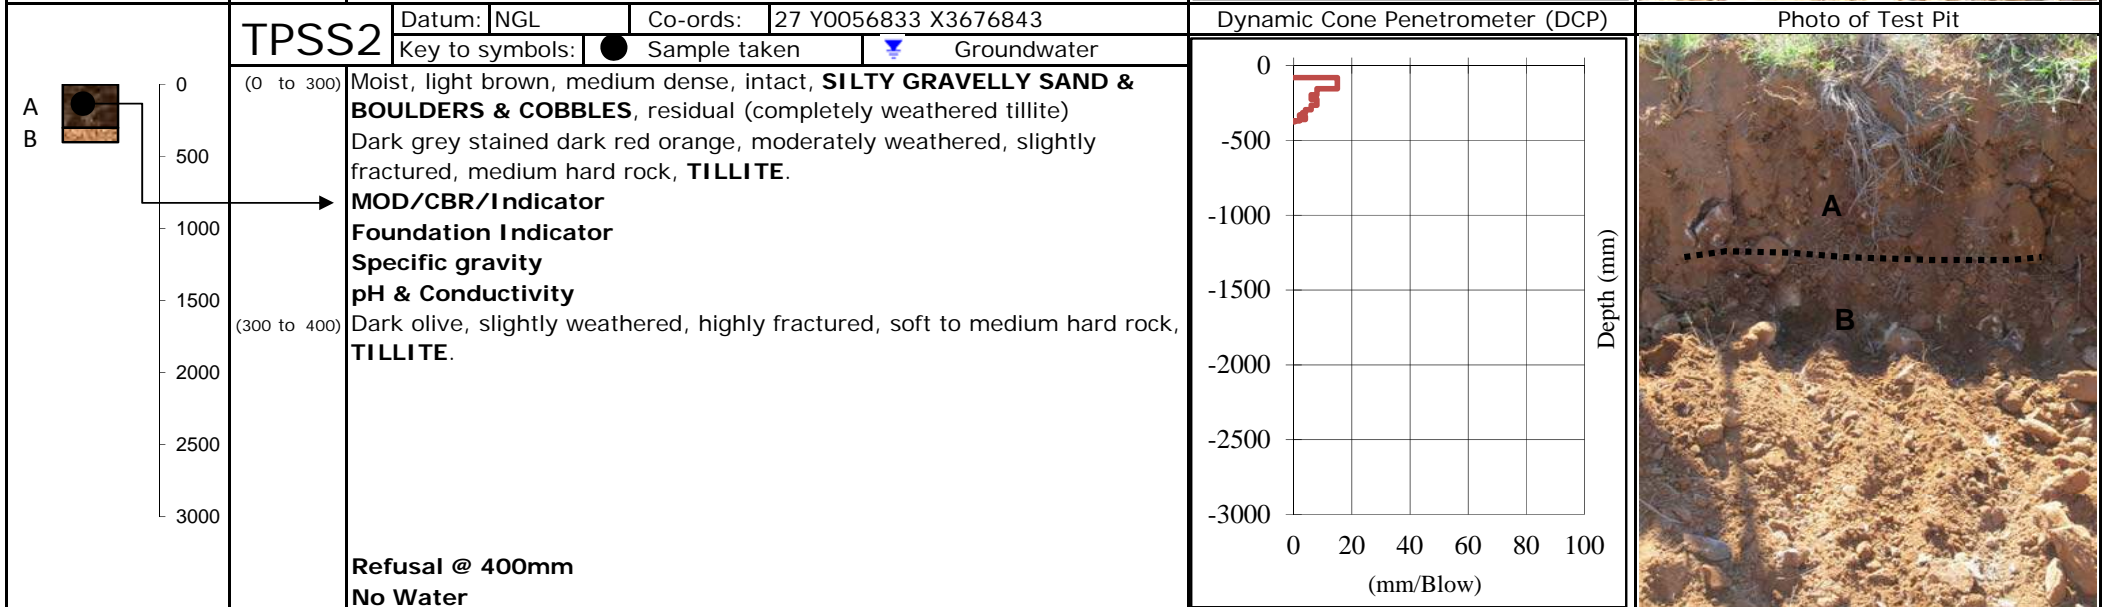 TPSS2
Datum: NGL Co-ords: 27 Y0056833 X3676843
Key to symbols: Sample taken Groundwater
Dynamic Cone Penetrometer (DCP)
Photo of Test Pit
A
B
0
500
1000
1500
2000
2500
3000
(0 to 300) Moist, light brown, medium dense, intact, SILTY GRAVELLY SAND &
BOULDERS & COBBLES, residual (completely weathered tillite)
Dark grey stained dark red orange, moderately weathered, slightly
fractured, medium hard rock, TILLITE.
MOD/CBR/Indicator
Foundation Indicator
Specific gravity
pH & Conductivity
(300 to 400) Dark olive, slightly weathered, highly fractured, soft to medium hard rock,
TILLITE.
Refusal @ 400mm
No Water
0
-500
-1000
-1500
-2000
-2500
-3000
0 20 40 60 80 100
(mm/Blow)
Depth (mm)
A
B